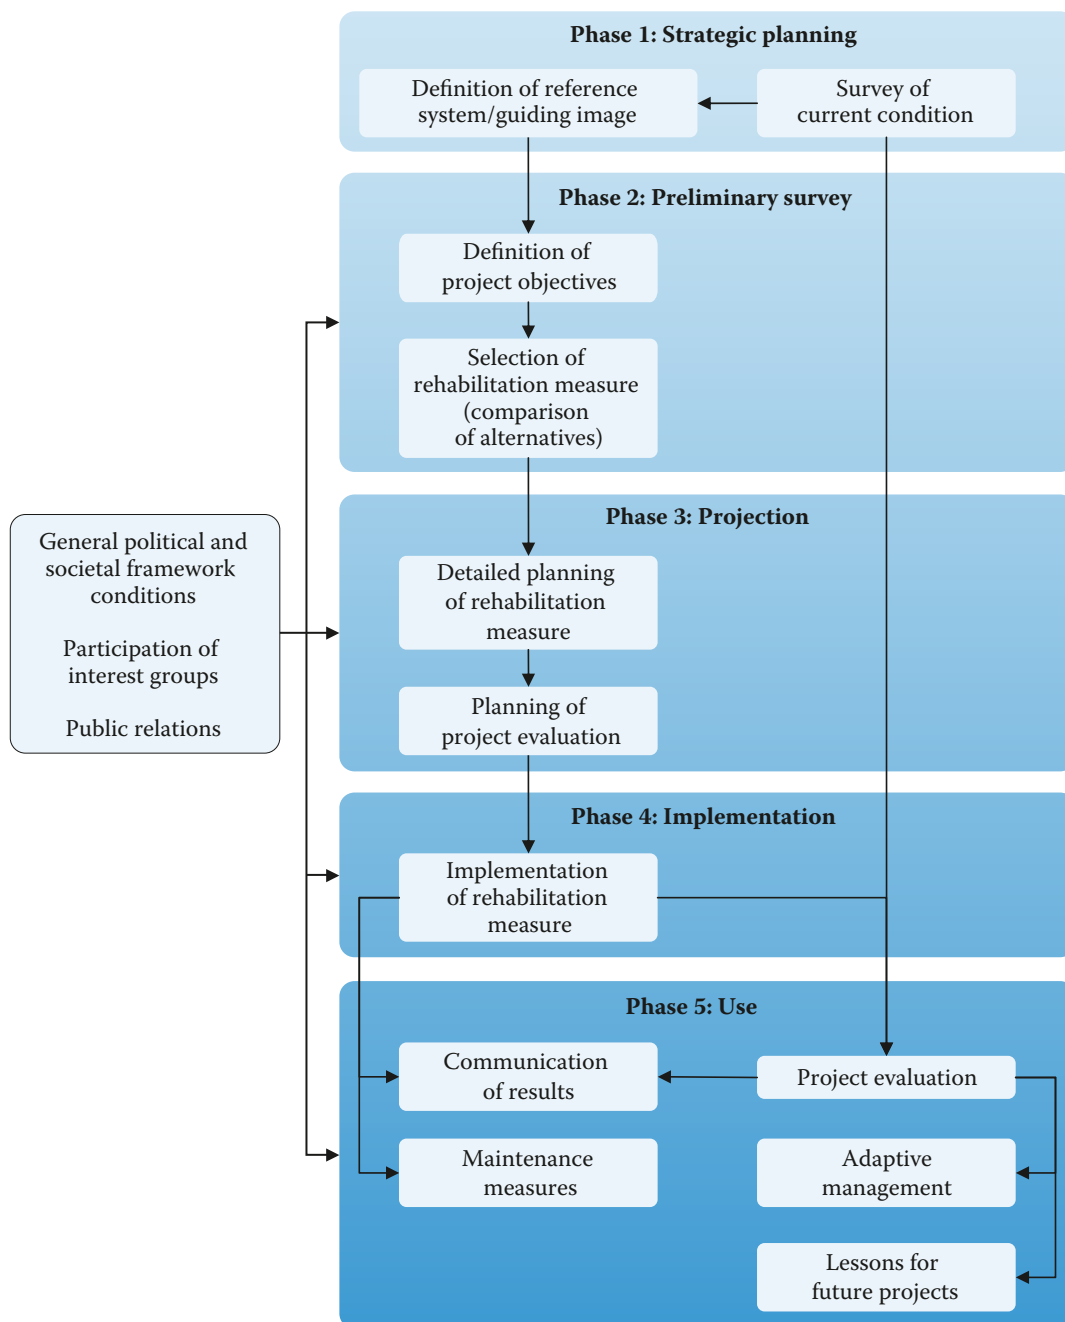 Phase 1: Strategic planning
Definition of reference
system/guiding image
Survey of
current condition
Phase 2: Preliminary survey
Definition of
project objectives
Selection of
rehabilitation measure
(comparison
of alternatives)
Phase 3: Projection
General political and
societal framework
conditions
Participation of
interest groups
Public relations
Detailed planning
of rehabilitation
measure
Planning of
project evaluation
Phase 4: Implementation
Implementation
of rehabilitation
measure
Phase 5: Use
Communication
of results
Project evaluation
Maintenance
measures
Adaptive
management
Lessons for
future projects